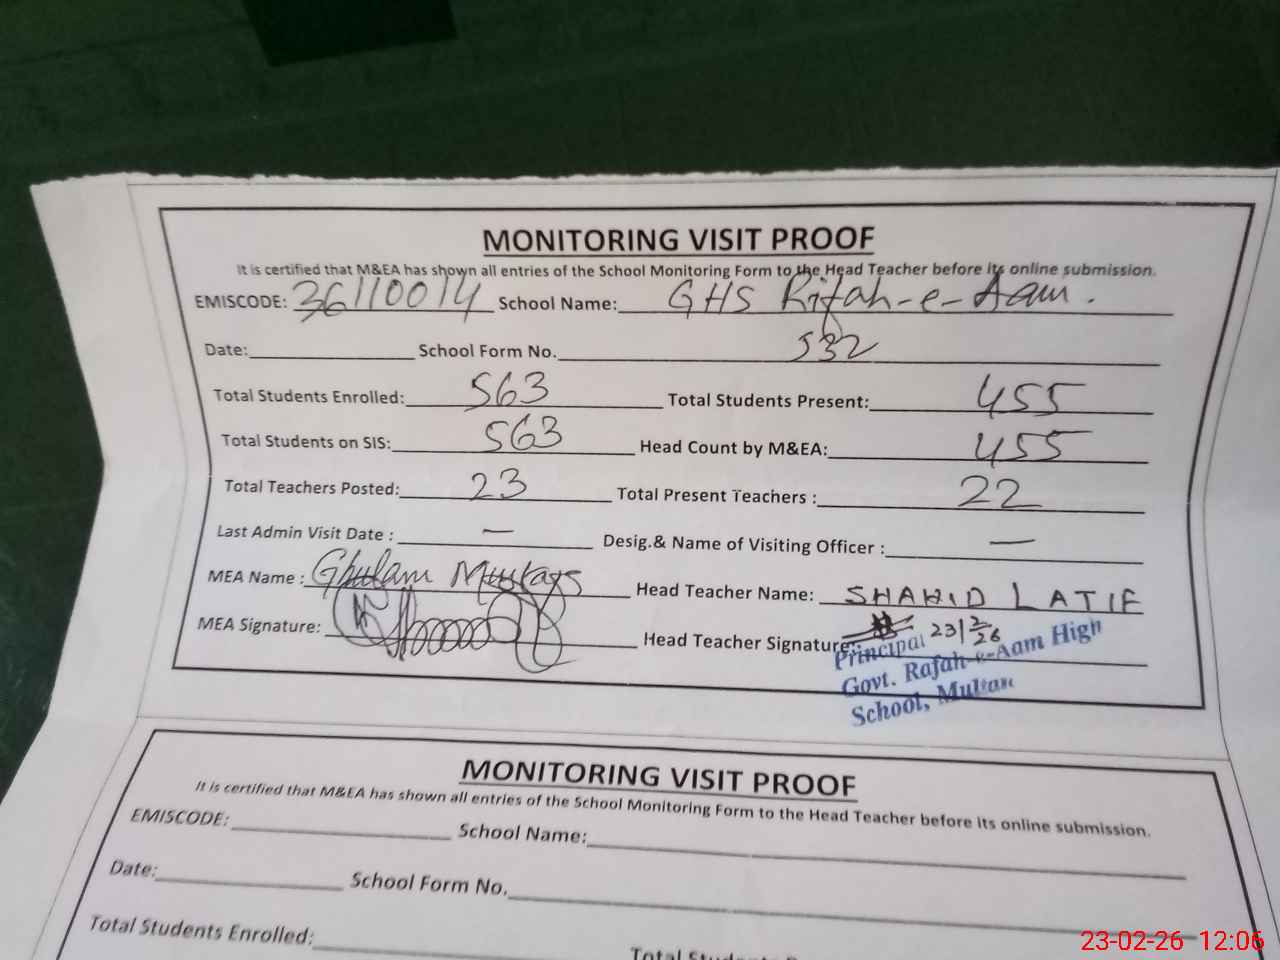 MONITORING VISIT PROOF
It is certified that M&EA has shown all entries of the School Monitoring Form to the Head Teacher before its online submission.
EMISCODE: 36110014 School Name: GHS Rifah-e-Aam.
Date: School Form No. 532
Total Students Enrolled: 563 Total Students Present: 455
Total Students on SIS: 563 Head Count by M&EA: 455
Total Teachers Posted: 23 Total Present Teachers : 22
Last Admin Visit Date : — Desig.& Name of Visiting Officer : —
MEA Name : Ghulam Head Teacher Name: SHAHID LATIF
MEA Signature: Head Teacher Signature: 23/2/26
Principal
Govt. Rafah-e-Aam High
School, Multan
MONITORING VISIT PROOF
It is certified that M&EA has shown all entries of the School Monitoring Form to the Head Teacher before its online submission.
EMISCODE: School Name:
Date: School Form No.
Total Students Enrolled:
23-02-26 12:06